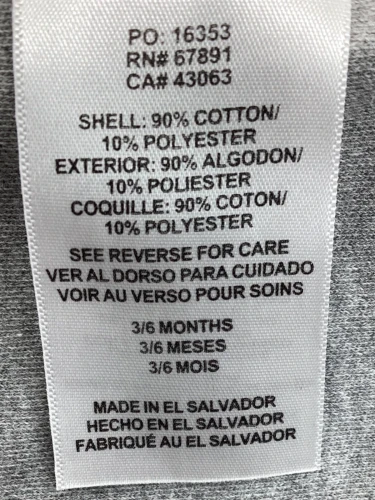 PO: 16353
RN# 67891
CA# 43063
SHELL: 90% COTTON/
10% POLYESTER
EXTERIOR: 90% ALGODON/
10% POLIESTER
COQUILLE: 90% COTON/
10% POLYESTER
SEE REVERSE FOR CARE
VER AL DORSO PARA CUIDADO
VOIR AU VERSO POUR SOINS
3/6 MONTHS
3/6 MESES
3/6 MOIS
MADE IN EL SALVADOR
HECHO EN EL SALVADOR
FABRIQUÉ AU EL SALVADOR